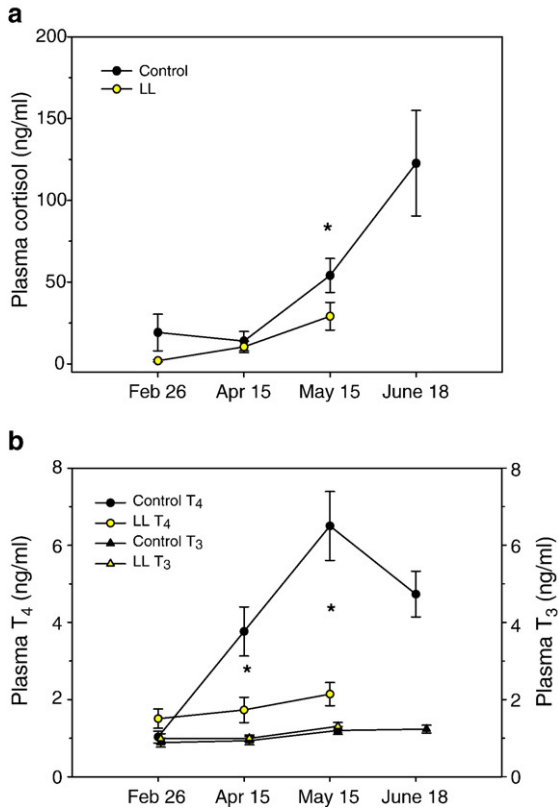 a
200
150
100
50
0
Plasma cortisol (ng/ml)
Control
LL
*
Feb 26 Apr 15 May 15 June 18
b
8
6
4
2
0
Plasma T4 (ng/ml)
Control T4
LL T4
Control T3
LL T3
*
*
8
6
4
2
0
Plasma T3 (ng/ml)
Feb 26 Apr 15 May 15 June 18